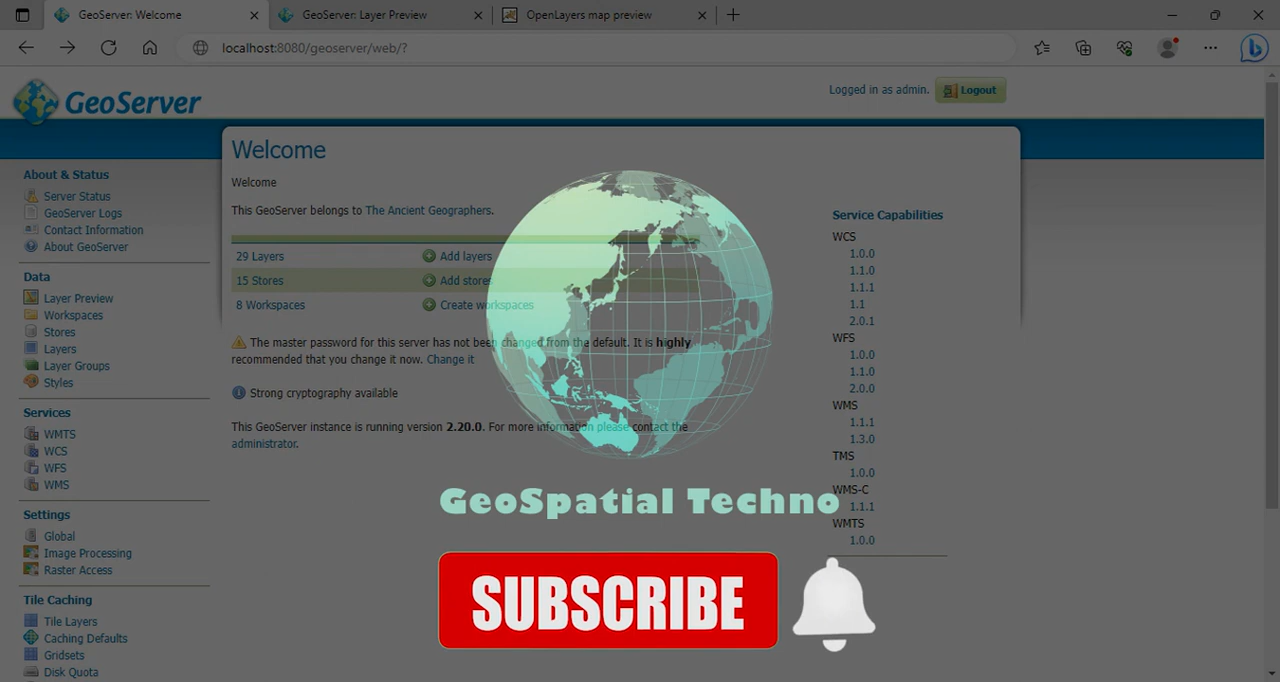 GeoServer: Welcome
GeoServer: Layer Preview
OpenLayers map preview
localhost:8080/geoserver/web/?
GeoServer
Logged in as admin.
Logout
About & Status
Server Status
GeoServer Logs
Contact Information
About GeoServer
Data
Layer Preview
Workspaces
Stores
Layers
Layer Groups
Styles
Services
WMTS
WCS
WFS
WMS
Settings
Global
Image Processing
Raster Access
Tile Caching
Tile Layers
Caching Defaults
Gridsets
Disk Quota
Welcome
Welcome
This GeoServer belongs to The Ancient Geographers.
29 Layers Add layers
15 Stores Add stores
8 Workspaces Create workspaces
The master password for this server has not been changed from the default. It is highly
recommended that you change it now. Change it
Strong cryptography available
This GeoServer instance is running version 2.20.0. For more information please contact the
administrator.
Service Capabilities
WCS
1.0.0
1.1.0
1.1.1
1.1
2.0.1
WFS
1.0.0
1.1.0
2.0.0
WMS
1.1.1
1.3.0
TMS
1.0.0
WMS-C
1.1.1
WMTS
1.0.0
GeoSpatial Techno
SUBSCRIBE